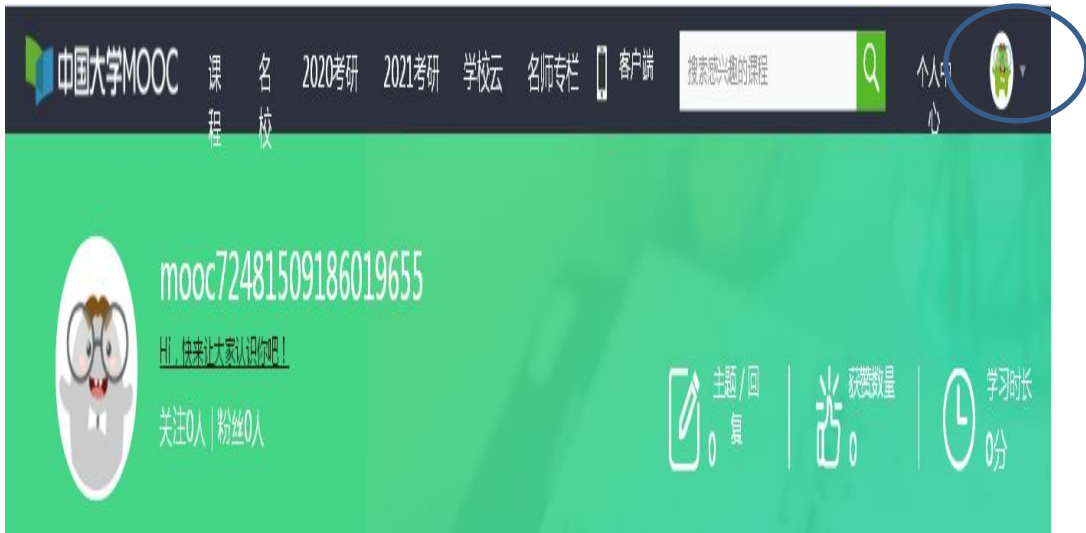 中国大学MOOC
课程
名校
2020考研
2021考研
学校云
名师专栏
客户端
搜索感兴趣的课程
个人中心
mooc72481509186019655
Hi，快来让大家认识你吧！
关注0人 | 粉丝0人
主题 / 回复
0
获赞数量
0
学习时长
0分